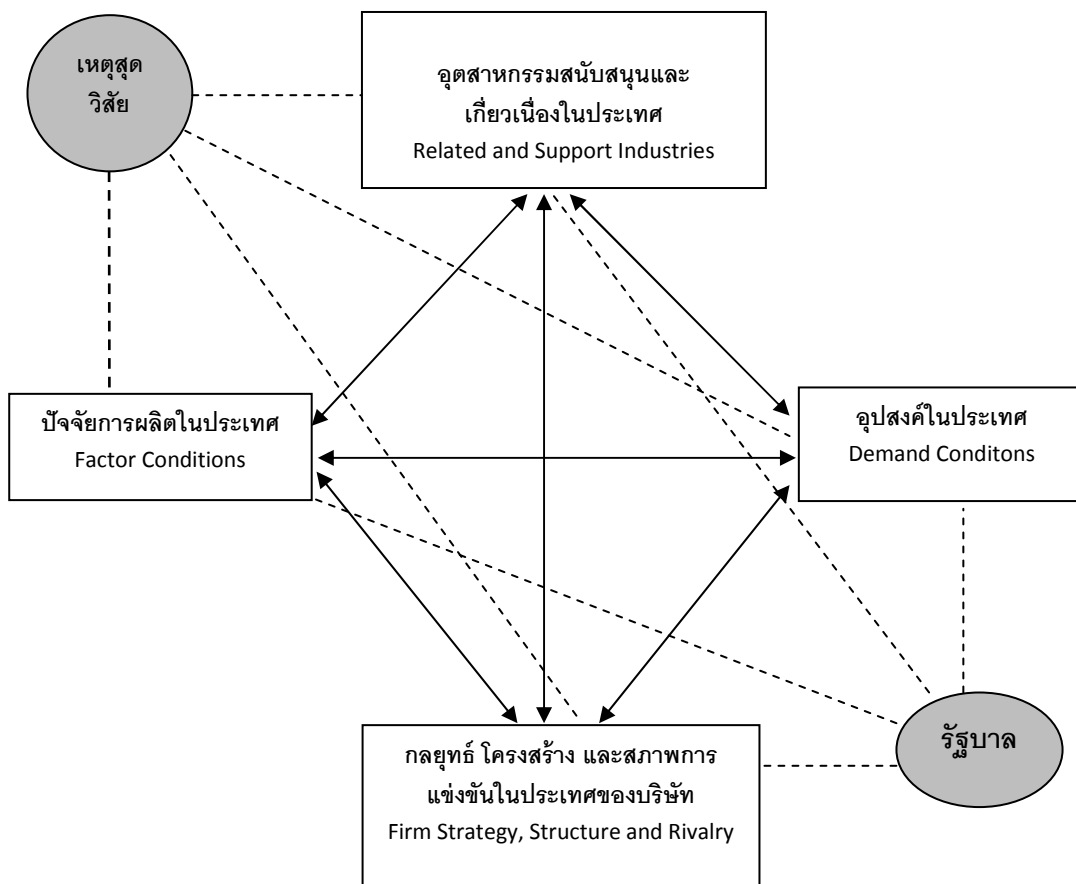 เหตุสุด
วิสัย
อุตสาหกรรมสนับสนุนและ
เกี่ยวเนื่องในประเทศ
Related and Support Industries
ปัจจัยการผลิตในประเทศ
Factor Conditions
อุปสงค์ในประเทศ
Demand Conditons
กลยุทธ์ โครงสร้าง และสภาพการ
แข่งขันในประเทศของบริษัท
Firm Strategy, Structure and Rivalry
รัฐบาล